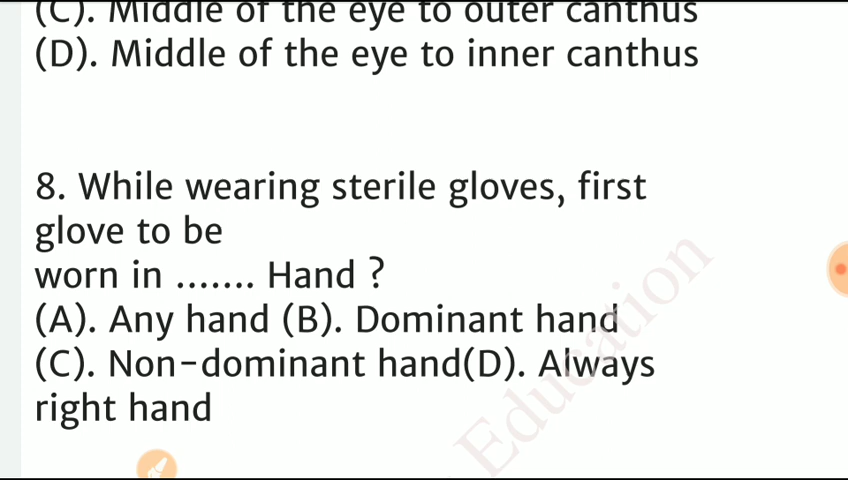 (C). Middle of the eye to outer canthus
(D). Middle of the eye to inner canthus
8. While wearing sterile gloves, first
glove to be
worn in ....... Hand ?
(A). Any hand (B). Dominant hand
(C). Non-dominant hand(D). Always
right hand
Education